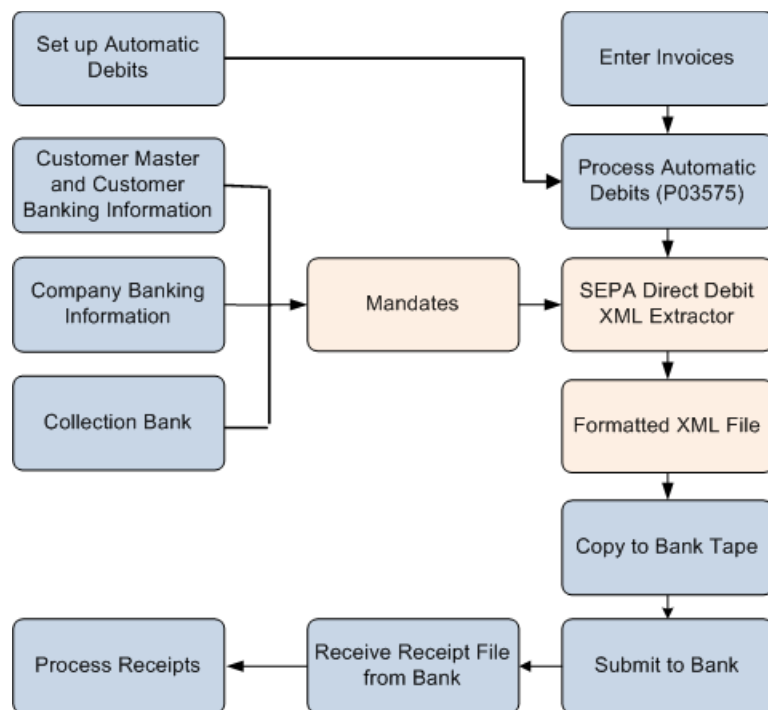 Set up Automatic
Debits
Enter Invoices
Customer Master
and Customer
Banking Information
Process Automatic
Debits (P03575)
Company Banking
Information
Mandates
SEPA Direct Debit
XML Extractor
Collection Bank
Formatted XML File
Copy to Bank Tape
Process Receipts
Receive Receipt File
from Bank
Submit to Bank